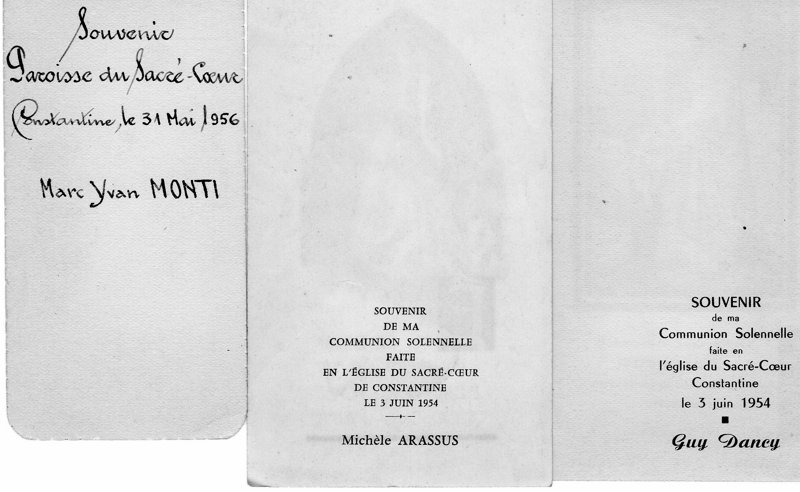 Souvenir
Paroisse du Sacré-Cœur
Constantine, le 31 Mai 1956
Marc Yvan MONTI
SOUVENIR
DE MA
COMMUNION SOLENNELLE
FAITE
EN L'ÉGLISE DU SACRÉ-CŒUR
DE CONSTANTINE
LE 3 JUIN 1954
Michèle ARASSUS
SOUVENIR
de ma
Communion Solennelle
faite en
l'église du Sacré-Cœur
Constantine
le 3 juin 1954
Guy Dancy